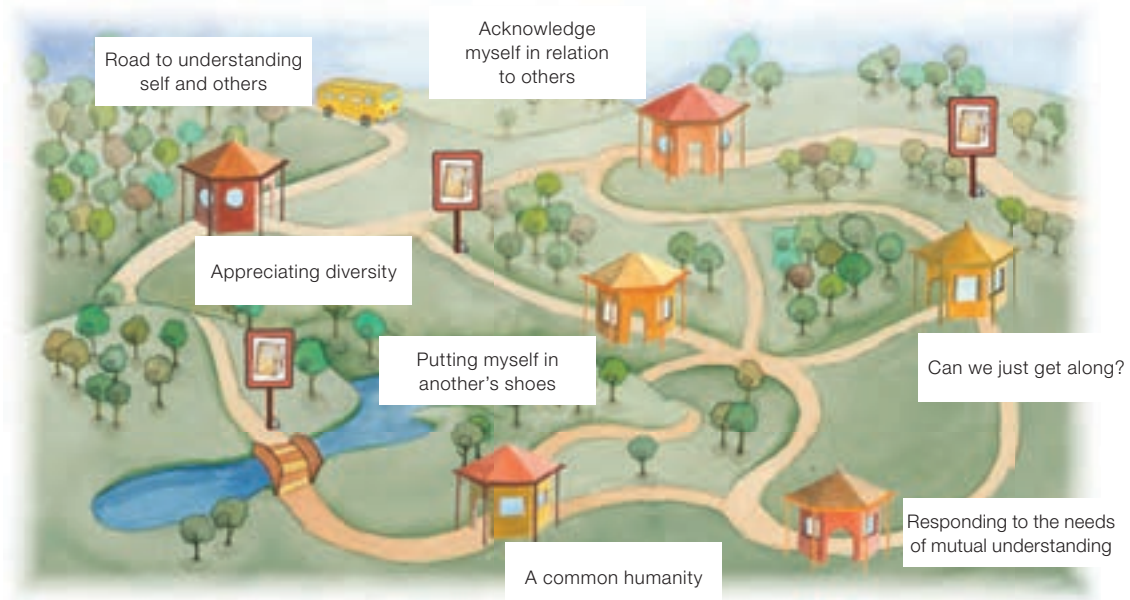 Road to understanding
self and others
Acknowledge
myself in relation
to others
Appreciating diversity
Putting myself in
another's shoes
Can we just get along?
Responding to the needs
of mutual understanding
A common humanity